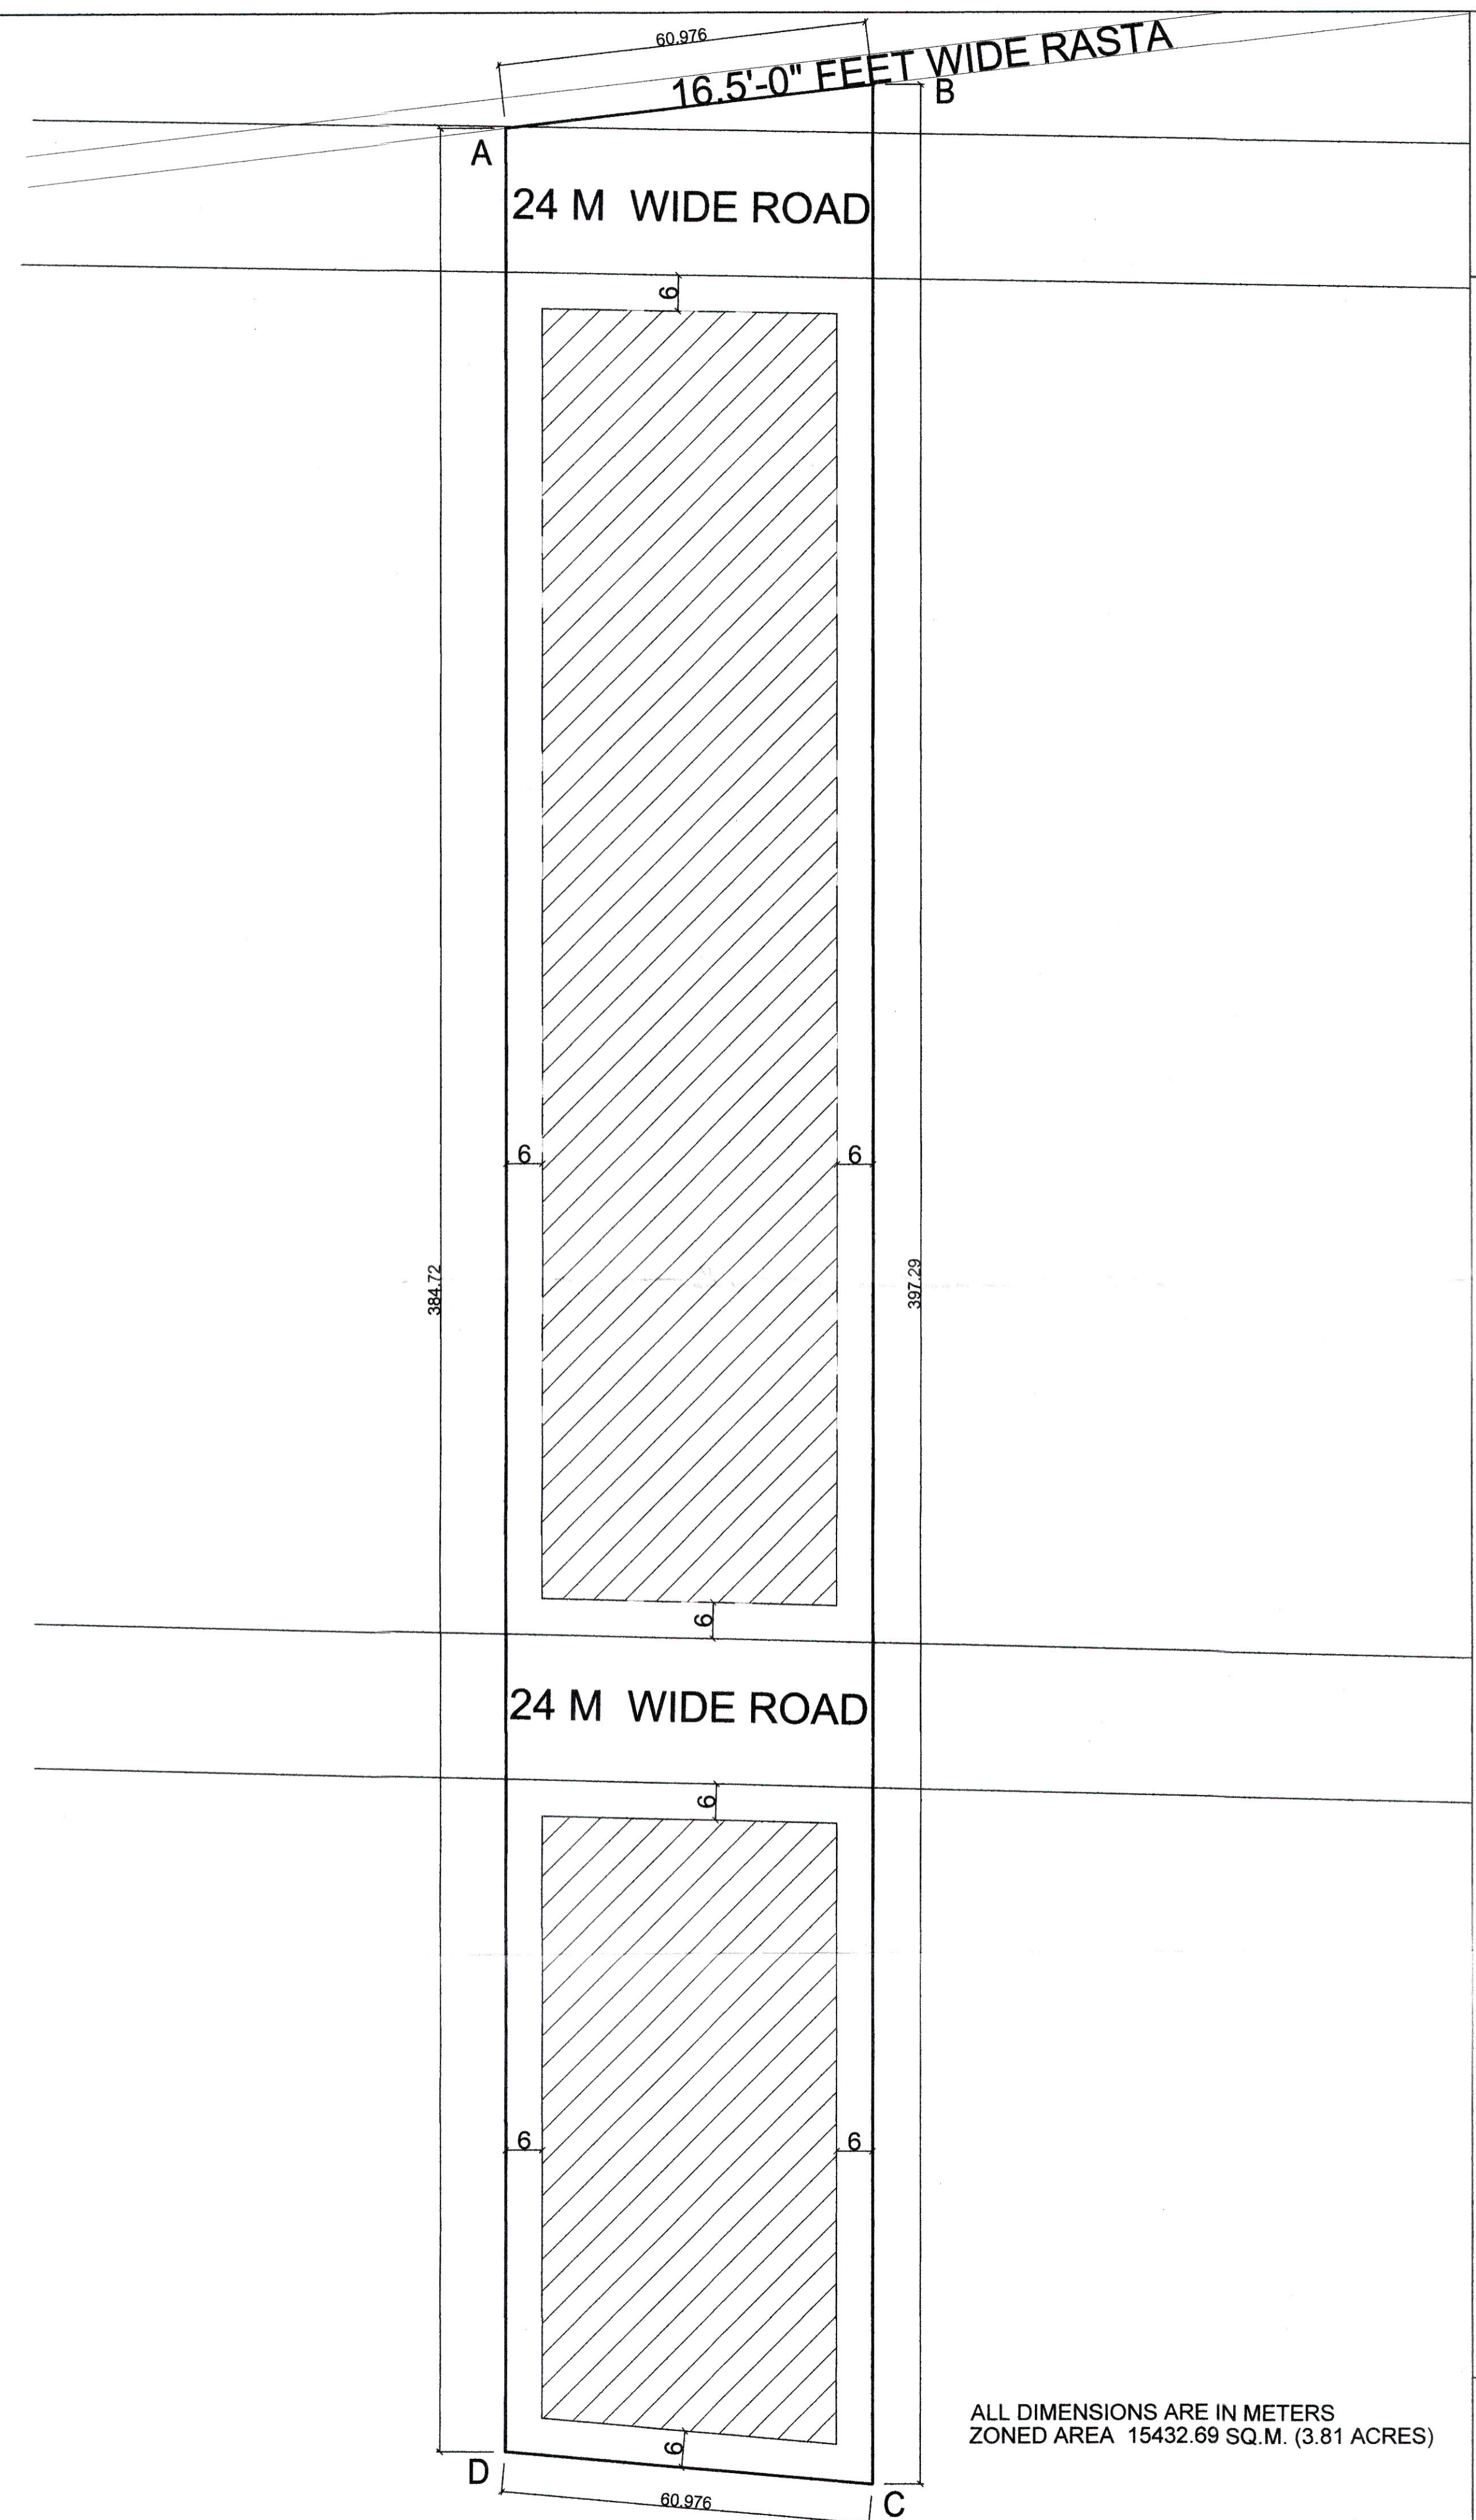 60.976
16.5'-0" FEET WIDE RASTA
B
A
24 M WIDE ROAD
6
6
6
384.72
397.29
6
24 M WIDE ROAD
6
6
6
6
D
60.976
C
ALL DIMENSIONS ARE IN METERS
ZONED AREA 15432.69 SQ.M. (3.81 ACRES)